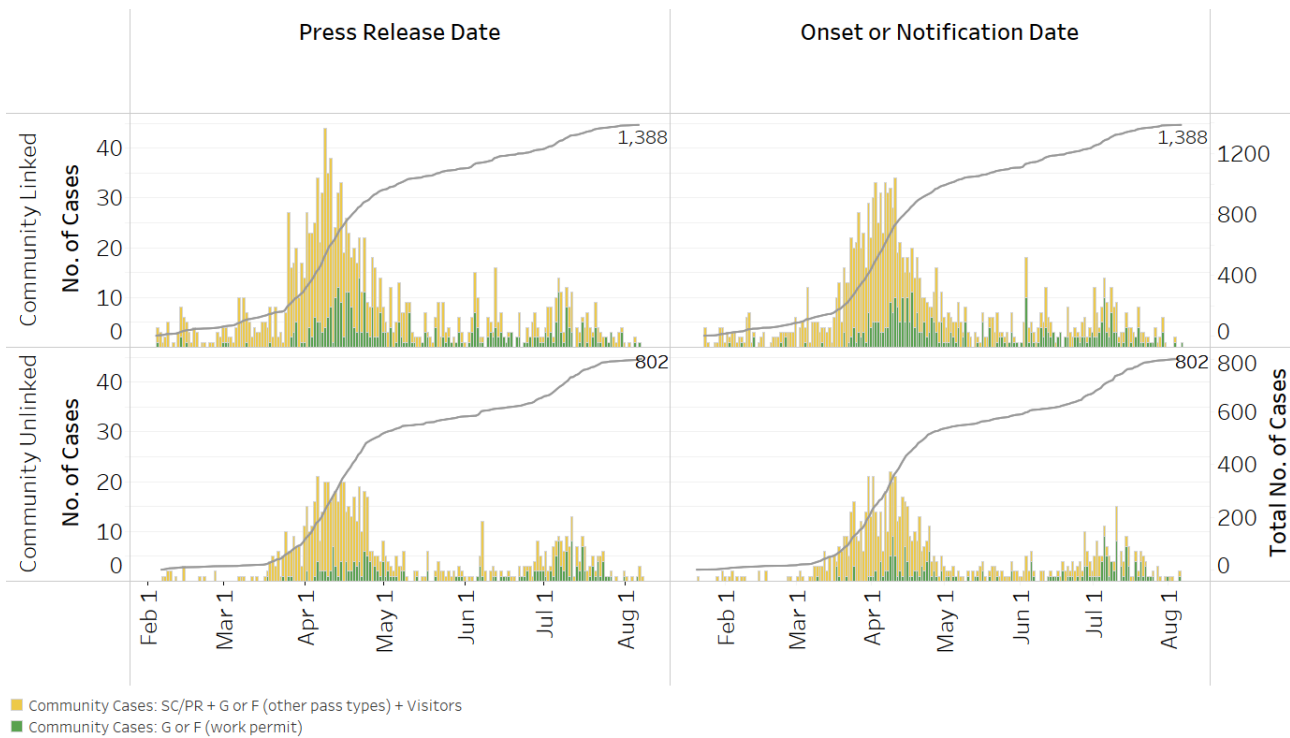 Press Release Date
Onset or Notification Date
Community Linked
No. of Cases
40
30
20
10
0
1,388
1,388
1200
800
400
0
Community Unlinked
No. of Cases
40
30
20
10
0
802
802
800
600
400
200
0
Total No. of Cases
Feb 1
Mar 1
Apr 1
May 1
Jun 1
Jul 1
Aug 1
Feb 1
Mar 1
Apr 1
May 1
Jun 1
Jul 1
Aug 1
Community Cases: SC/PR + G or F (other pass types) + Visitors
Community Cases: G or F (work permit)